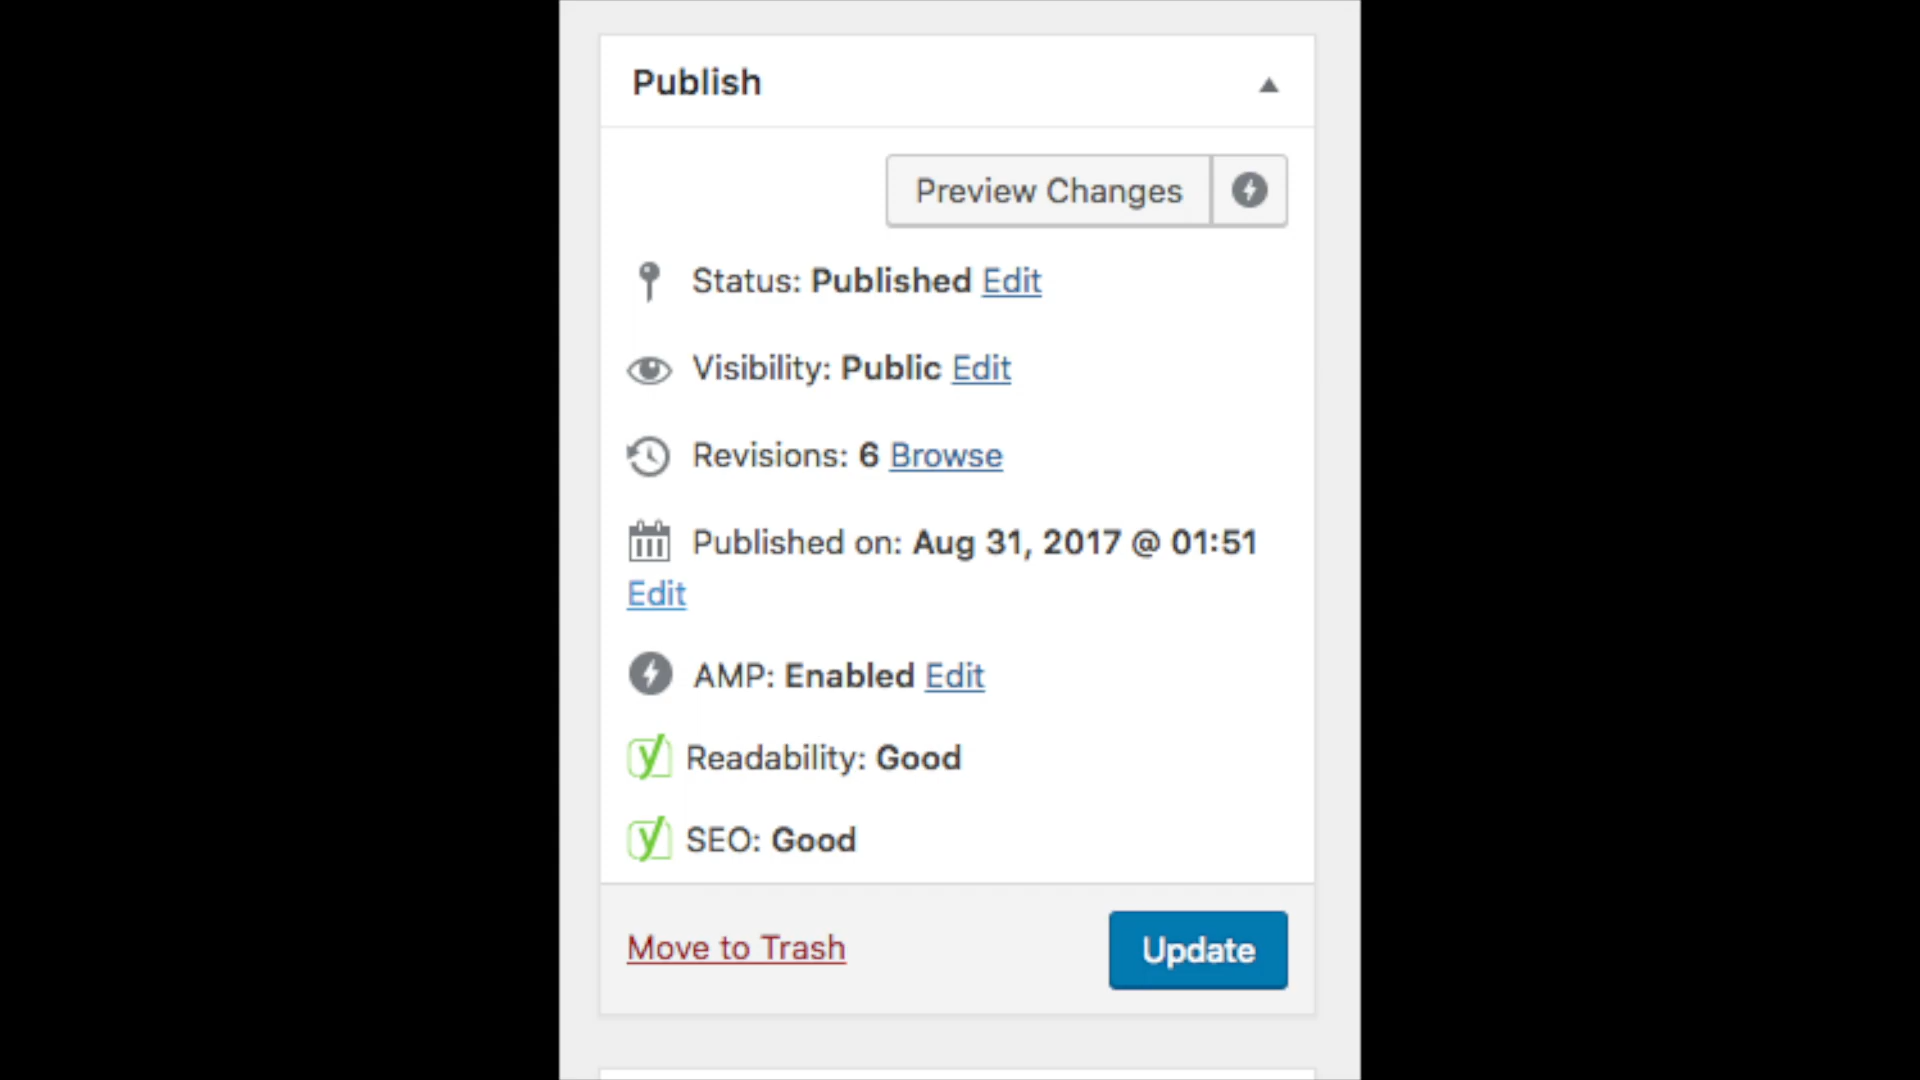 Publish
Preview Changes
Status: Published Edit
Visibility: Public Edit
Revisions: 6 Browse
Published on: Aug 31, 2017 @ 01:51
Edit
AMP: Enabled Edit
Readability: Good
SEO: Good
Move to Trash
Update